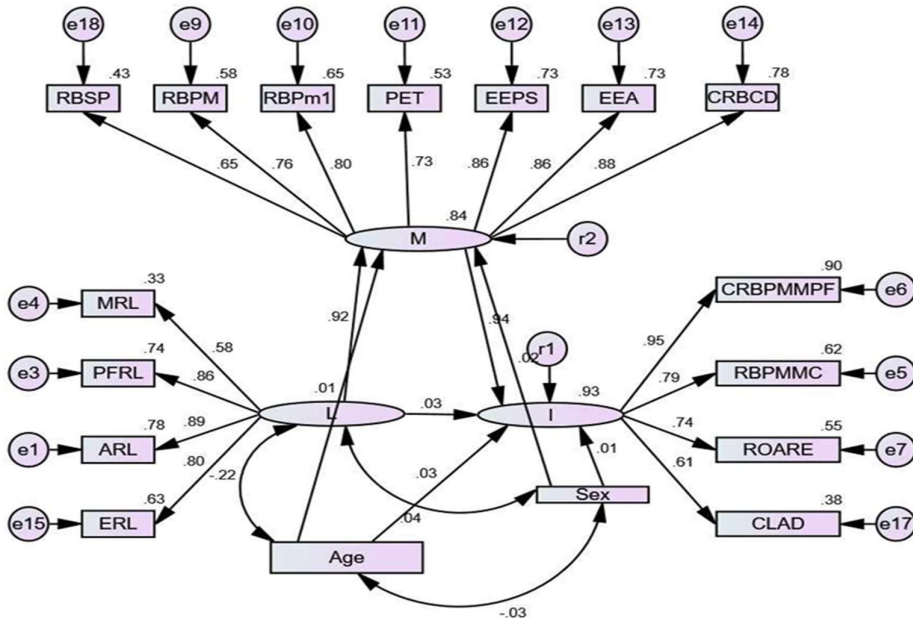 e18 e9 e10 e11 e12 e13 e14
.43 .58 .65 .53 .73 .73 .78
RBSP RBPM RBPm1 PET EEPS EEA CRBCD
.65 .76 .80 .73 .86 .86 .88
.84
M r2
.33 .90
e4 MRL CRBPMMPF e6
.92 .94
.58 .95
.74 .02 r1 .62
e3 PFRL .86 .79 RBPMMC e5
.01 .93
L .03 I
.78 .89 .74 .55
e1 ARL .01 ROARE e7
.80 -.22 .03 .61
.63 Sex .38
e15 ERL .04 CLAD e17
Age
-.03